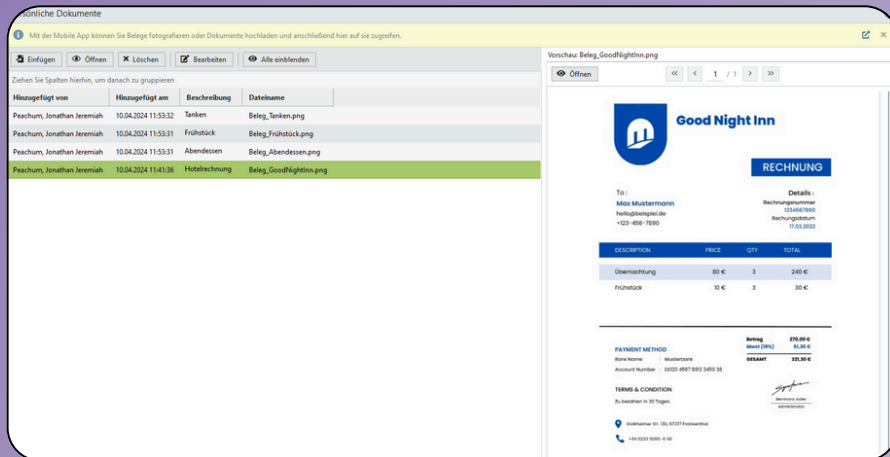 rsönliche Dokumente
Mit der Mobile App können Sie Belege fotografieren oder Dokumente hochladen und anschließend hier auf sie zugreifen.
Einfügen Öffnen Löschen Bearbeiten Alle einblenden
Ziehen Sie Spalten hierhin, um danach zu gruppieren
Hinzugefügt von Hinzugefügt am Beschreibung Dateiname
Peachum, Jonathan Jeremiah 10.04.2024 11:53:32 Tanken Beleg_Tanken.png
Peachum, Jonathan Jeremiah 10.04.2024 11:53:31 Frühstück Beleg_Frühstück.png
Peachum, Jonathan Jeremiah 10.04.2024 11:53:31 Abendessen Beleg_Abendessen.png
Peachum, Jonathan Jeremiah 10.04.2024 11:41:36 Hotelrechnung Beleg_GoodNightInn.png
Vorschau: Beleg_GoodNightInn.png
Öffnen 1 / 1
Good Night Inn
RECHNUNG
To :
Max Mustermann
hello@beispiel.de
+123-456-7890
Details :
Rechnungsnummer
1234567890
Rechungsdatum
17.02.2022
DESCRIPTION PRICE QTY TOTAL
Übernachtung 80 € 3 240 €
Frühstück 10 € 3 30 €
Betrag 270,00 €
Mwst (19%) 51,30 €
GESAMT 321,30 €
PAYMENT METHOD
Bank Name : Musterbank
Account Number :
TERMS & CONDITION
Zu bezahlen in 30 Tagen.
Bernhard Adler
Administrator
67227 Frankenthal